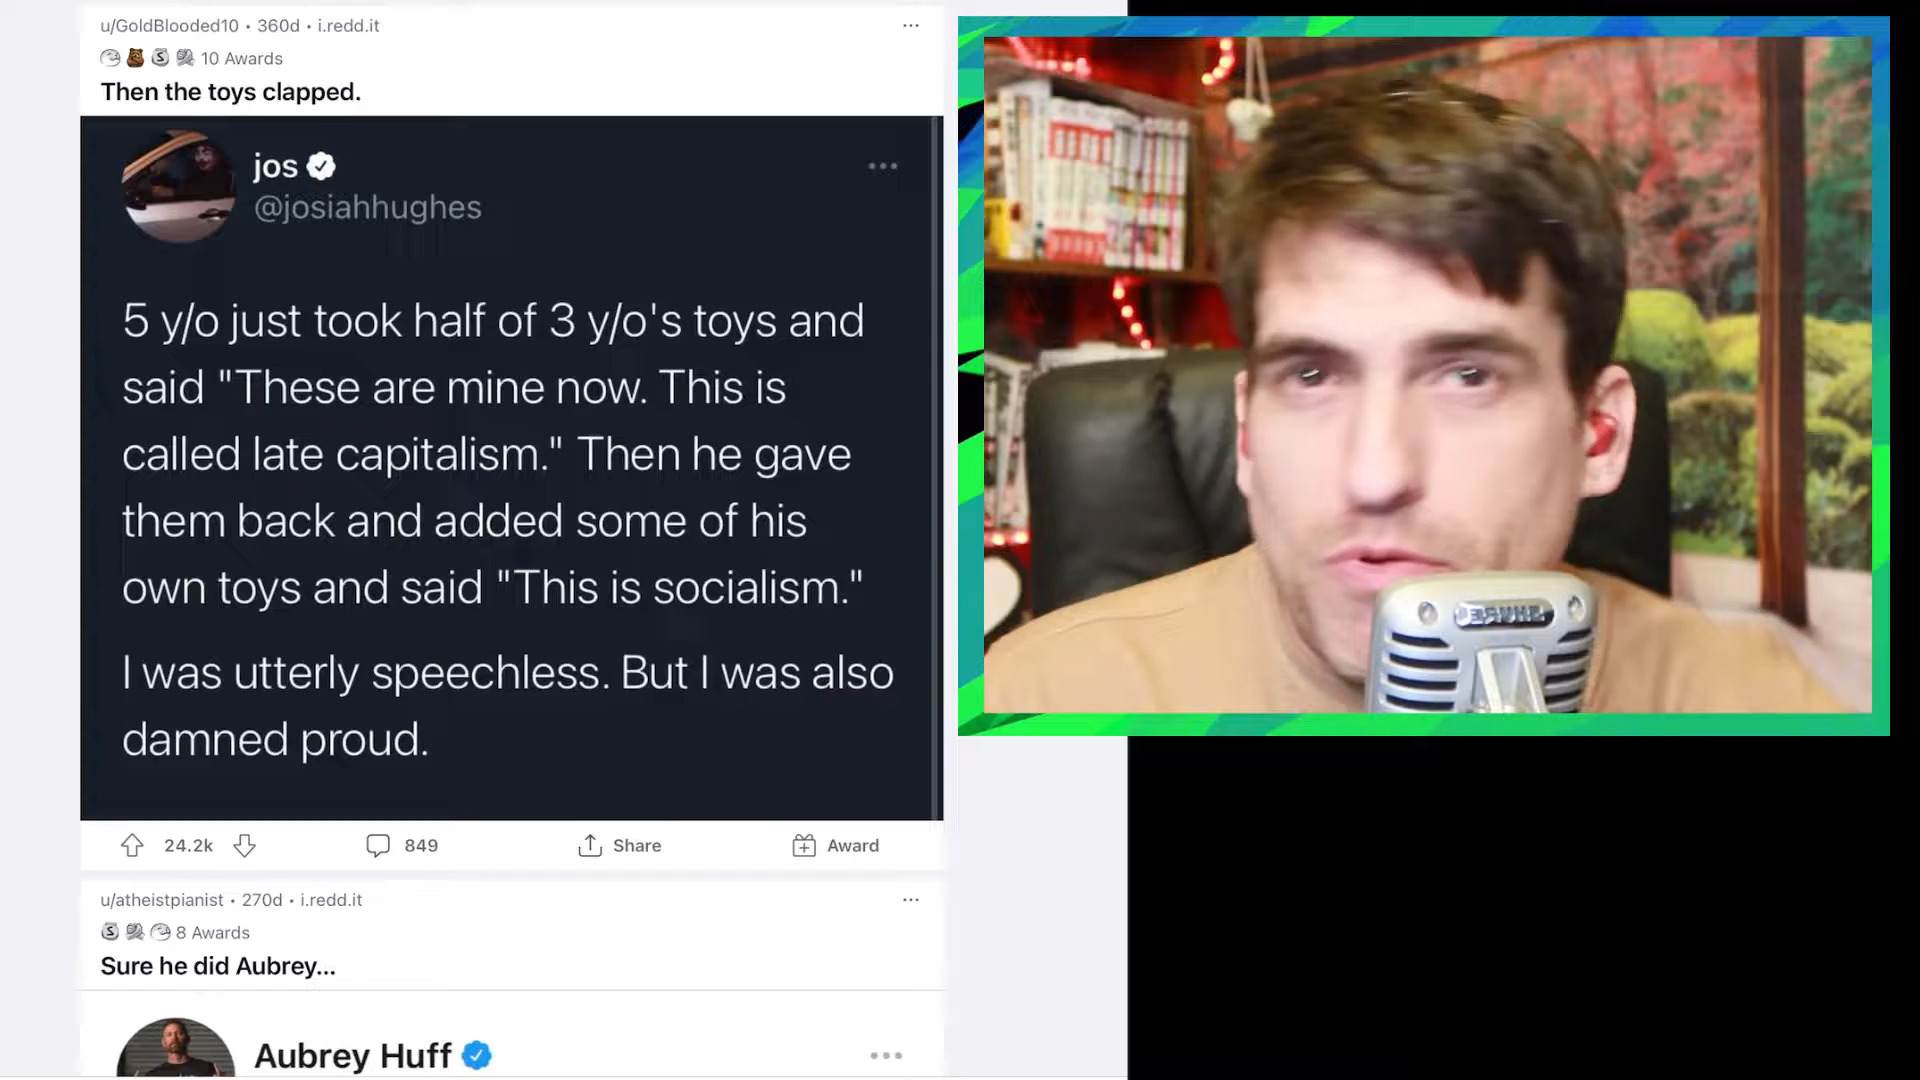 u/GoldBlooded10 • 360d • i.redd.it
10 Awards
Then the toys clapped.
jos
@josiahhughes
5 y/o just took half of 3 y/o's toys and
said "These are mine now. This is
called late capitalism." Then he gave
them back and added some of his
own toys and said "This is socialism."
I was utterly speechless. But I was also
damned proud.
24.2k
849
Share
Award
u/atheistpianist • 270d • i.redd.it
8 Awards
Sure he did Aubrey...
Aubrey Huff
SHURE